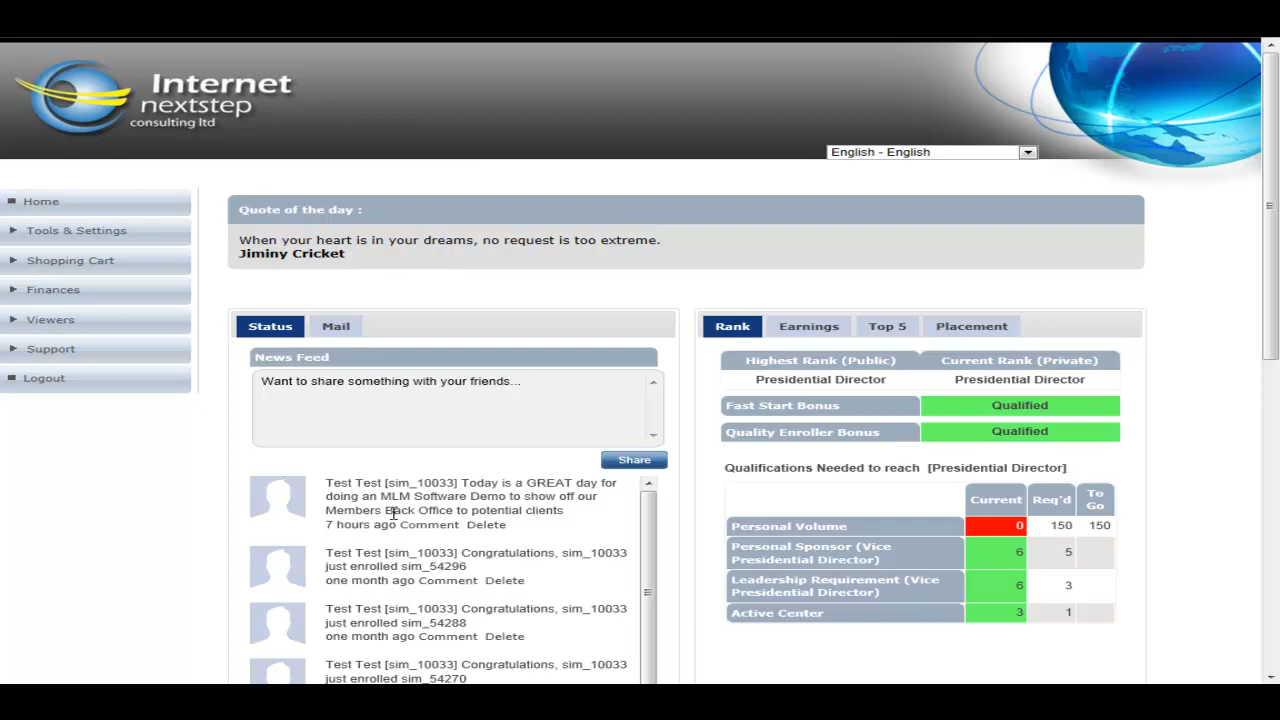 Internet
nextstep
consulting ltd
English - English
Home
Tools & Settings
Shopping Cart
Finances
Viewers
Support
Logout
Quote of the day :
When your heart is in your dreams, no request is too extreme.
Jiminy Cricket
Status Mail
News Feed
Want to share something with your friends...
Share
Test Test [sim_10033] Today is a GREAT day for
doing an MLM Software Demo to show off our
Members Back Office to potential clients
7 hours ago Comment Delete
Test Test [sim_10033] Congratulations, sim_10033
just enrolled sim_54296
one month ago Comment Delete
Test Test [sim_10033] Congratulations, sim_10033
just enrolled sim_54288
one month ago Comment Delete
Test Test [sim_10033] Congratulations, sim_10033
just enrolled sim_54270
Rank Earnings Top 5 Placement
Highest Rank (Public) Current Rank (Private)
Presidential Director Presidential Director
Fast Start Bonus Qualified
Quality Enroller Bonus Qualified
Qualifications Needed to reach [Presidential Director]
Current Req'd To
Go
Personal Volume 0 150 150
Personal Sponsor (Vice
Presidential Director) 6 5
Leadership Requirement (Vice
Presidential Director) 6 3
Active Center 3 1